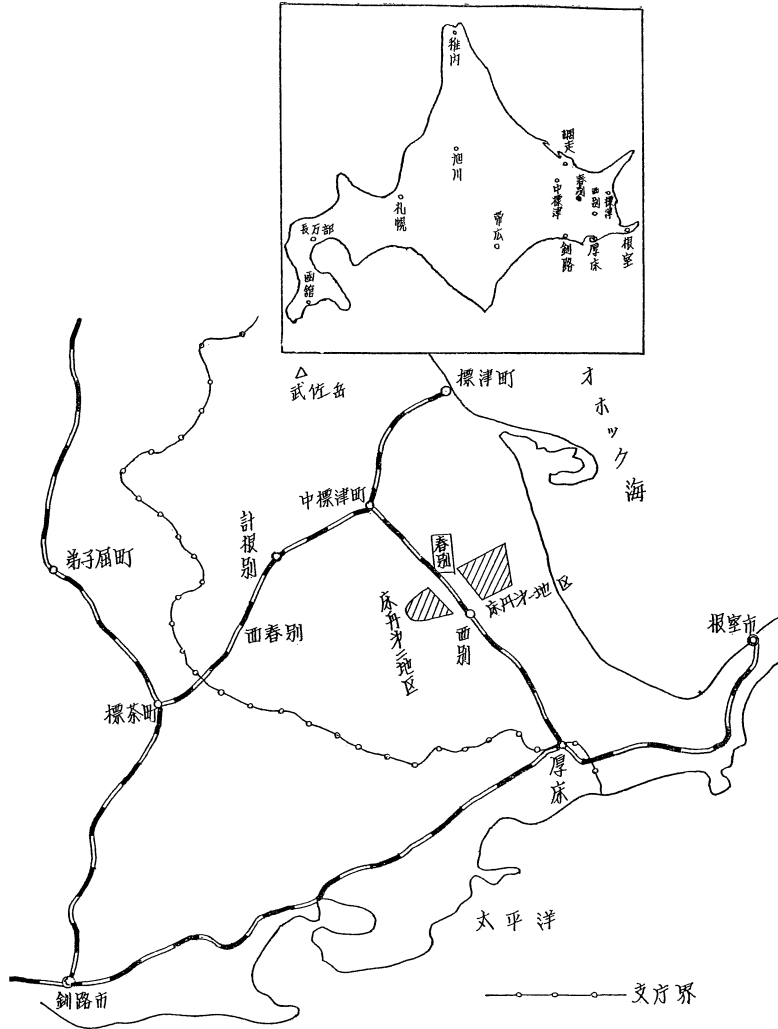 稚内
網走
旭川
春別
中標津
西別
標津
札幌
帯広
長万部
釧路
厚床
根室
函舘
武佐岳
標津町
オホック海
中標津町
計根別
春別
弟子屈町
床丹才一地区
床丹才二地区
西別
西春別
根室市
標茶町
厚床
太平洋
釧路市
支庁界